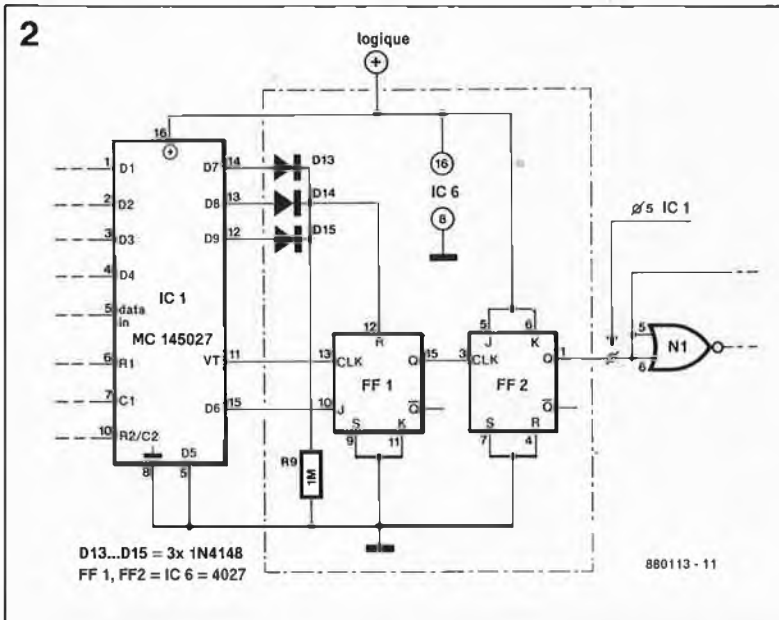 2
logique
+
16
+
1 D1
2 D2
3 D3
4 D4
5 data
in
6 R1
7 C1
10 R2/C2
IC 1
MC 145027
D7 14
D8 13
D9 12
VT 11
D6 15
8
D5
5
D13
D14
D15
16
IC 6
8
ø 5 IC 1
12
R
13 CLK
Q 15
FF 1
10 J
Q
S
K
9
11
5
J
6
K
3 CLK
Q 1
FF 2
Q
S
R
7
4
5
6
N1
R9
1M
D13...D15 = 3x 1N4148
FF 1, FF2 = IC 6 = 4027
880113 - 11